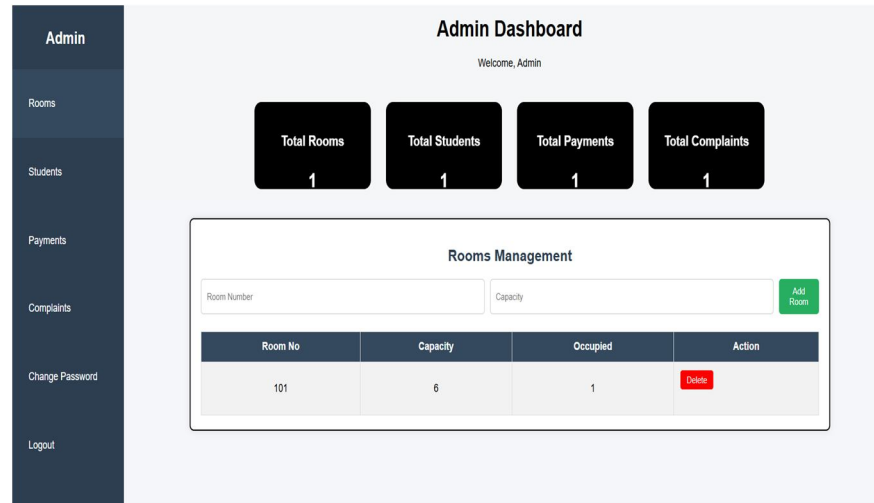 Admin
Rooms
Students
Payments
Complaints
Change Password
Logout
Admin Dashboard
Welcome, Admin
Total Rooms
1
Total Students
1
Total Payments
1
Total Complaints
1
Rooms Management
Room Number
Capacity
Add
Room
Room No Capacity Occupied Action
101 6 1 Delete